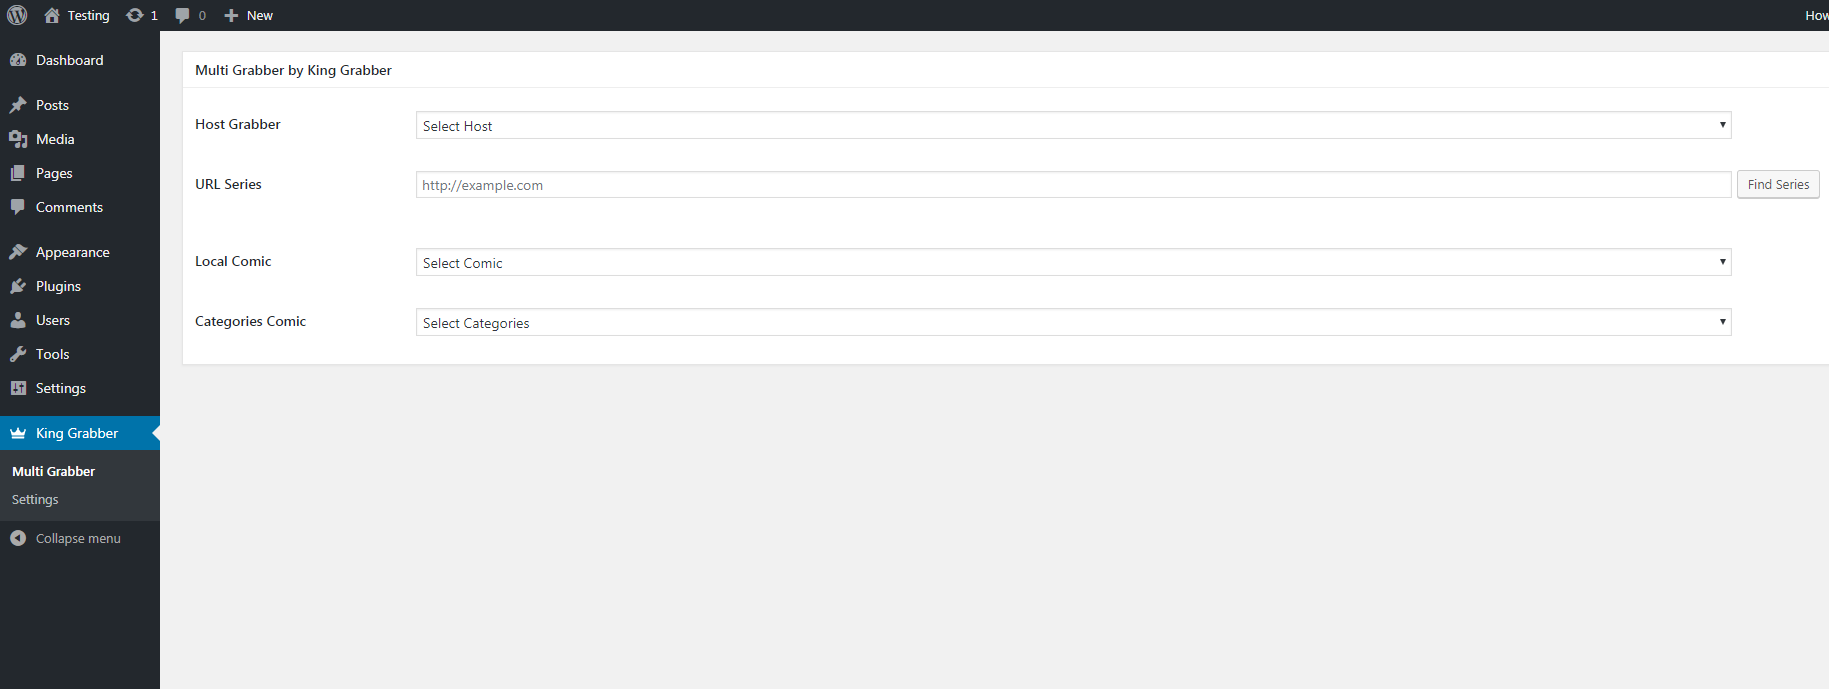 Testing 1 0 New How
Dashboard
Posts
Media
Pages
Comments
Appearance
Plugins
Users
Tools
Settings
King Grabber
Multi Grabber
Settings
Collapse menu
Multi Grabber by King Grabber
Host Grabber Select Host
URL Series http://example.com Find Series
Local Comic Select Comic
Categories Comic Select Categories